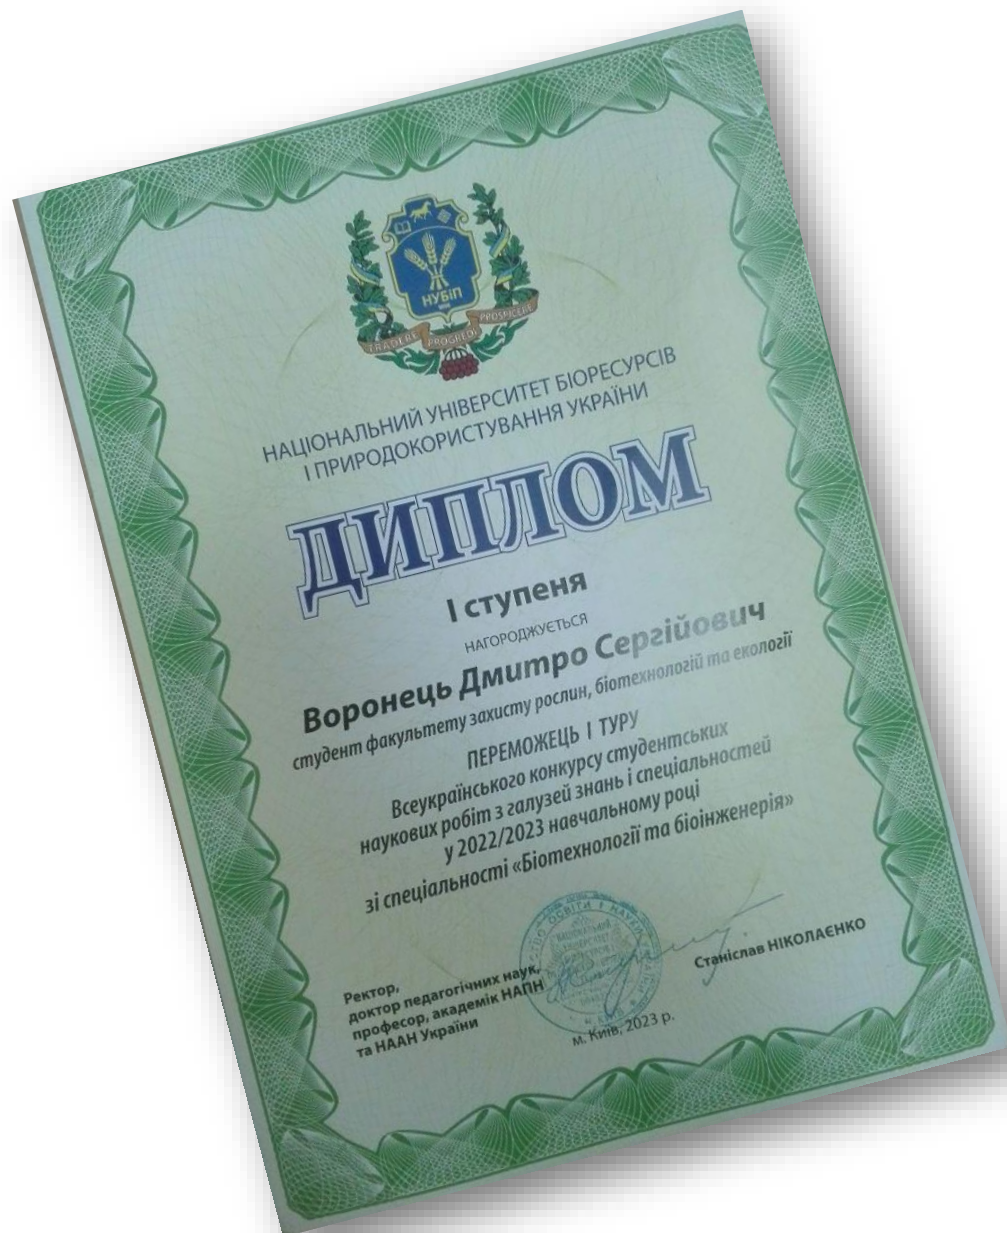 НУБІП
TRADERE PROGREDI PROSPICERE
НАЦІОНАЛЬНИЙ УНІВЕРСИТЕТ БІОРЕСУРСІВ
І ПРИРОДОКОРИСТУВАННЯ УКРАЇНИ
ДИПЛОМ
І ступеня
НАГОРОДЖУЄТЬСЯ
Воронець Дмитро Сергійович
студент факультету захисту рослин, біотехнологій та екології
ПЕРЕМОЖЕЦЬ І ТУРУ
Всеукраїнського конкурсу студентських
наукових робіт з галузей знань і спеціальностей
у 2022/2023 навчальному році
зі спеціальності «Біотехнології та біоінженерія»
Ректор,
доктор педагогічних наук,
професор, академік НАПН
та НААН України
Станіслав НІКОЛАЄНКО
м. Київ, 2023 р.